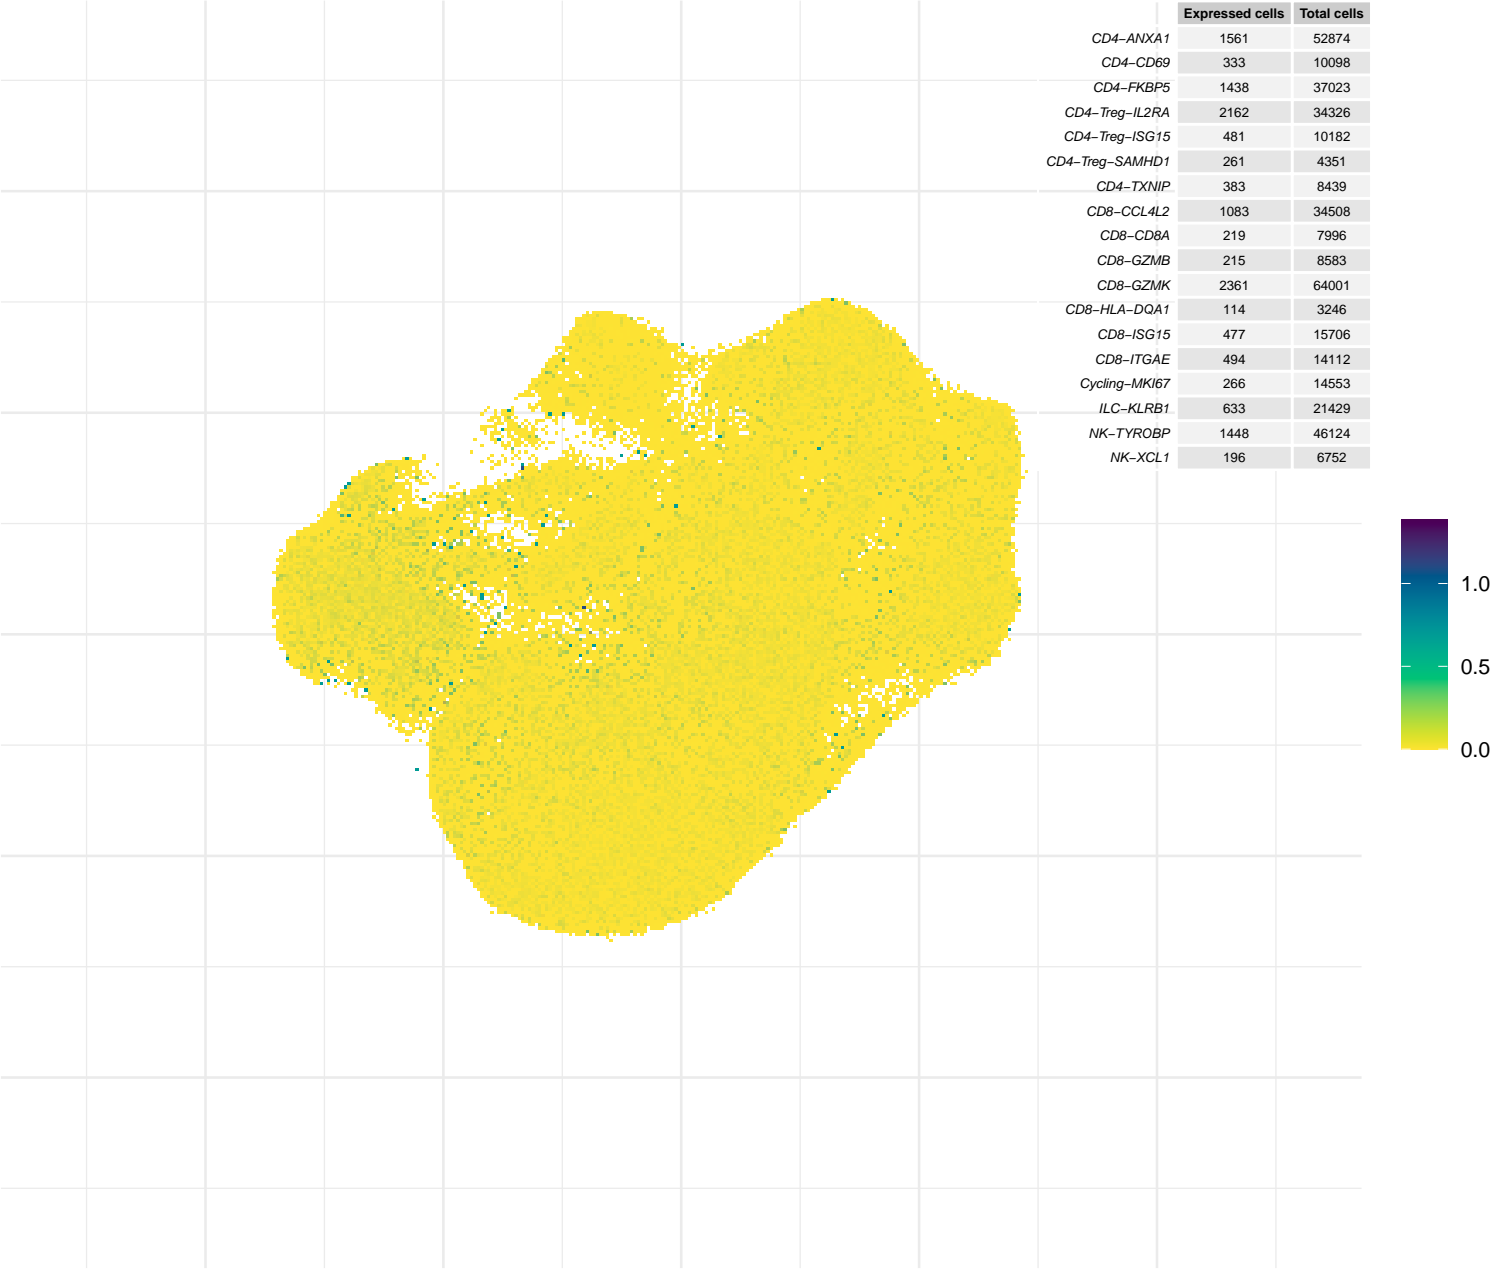 Expressed cells Total cells
CD4−ANXA1 1561 52874
CD4−CD69 333 10098
CD4−FKBP5 1438 37023
CD4−Treg−IL2RA 2162 34326
CD4−Treg−ISG15 481 10182
CD4−Treg−SAMHD1 261 4351
CD4−TXNIP 383 8439
CD8−CCL4L2 1083 34508
CD8−CD8A 219 7996
CD8−GZMB 215 8583
CD8−GZMK 2361 64001
CD8−HLA−DQA1 114 3246
CD8−ISG15 477 15706
CD8−ITGAE 494 14112
Cycling−MKI67 266 14553
ILC−KLRB1 633 21429
NK−TYROBP 1448 46124
NK−XCL1 196 6752
1.0
0.5
0.0